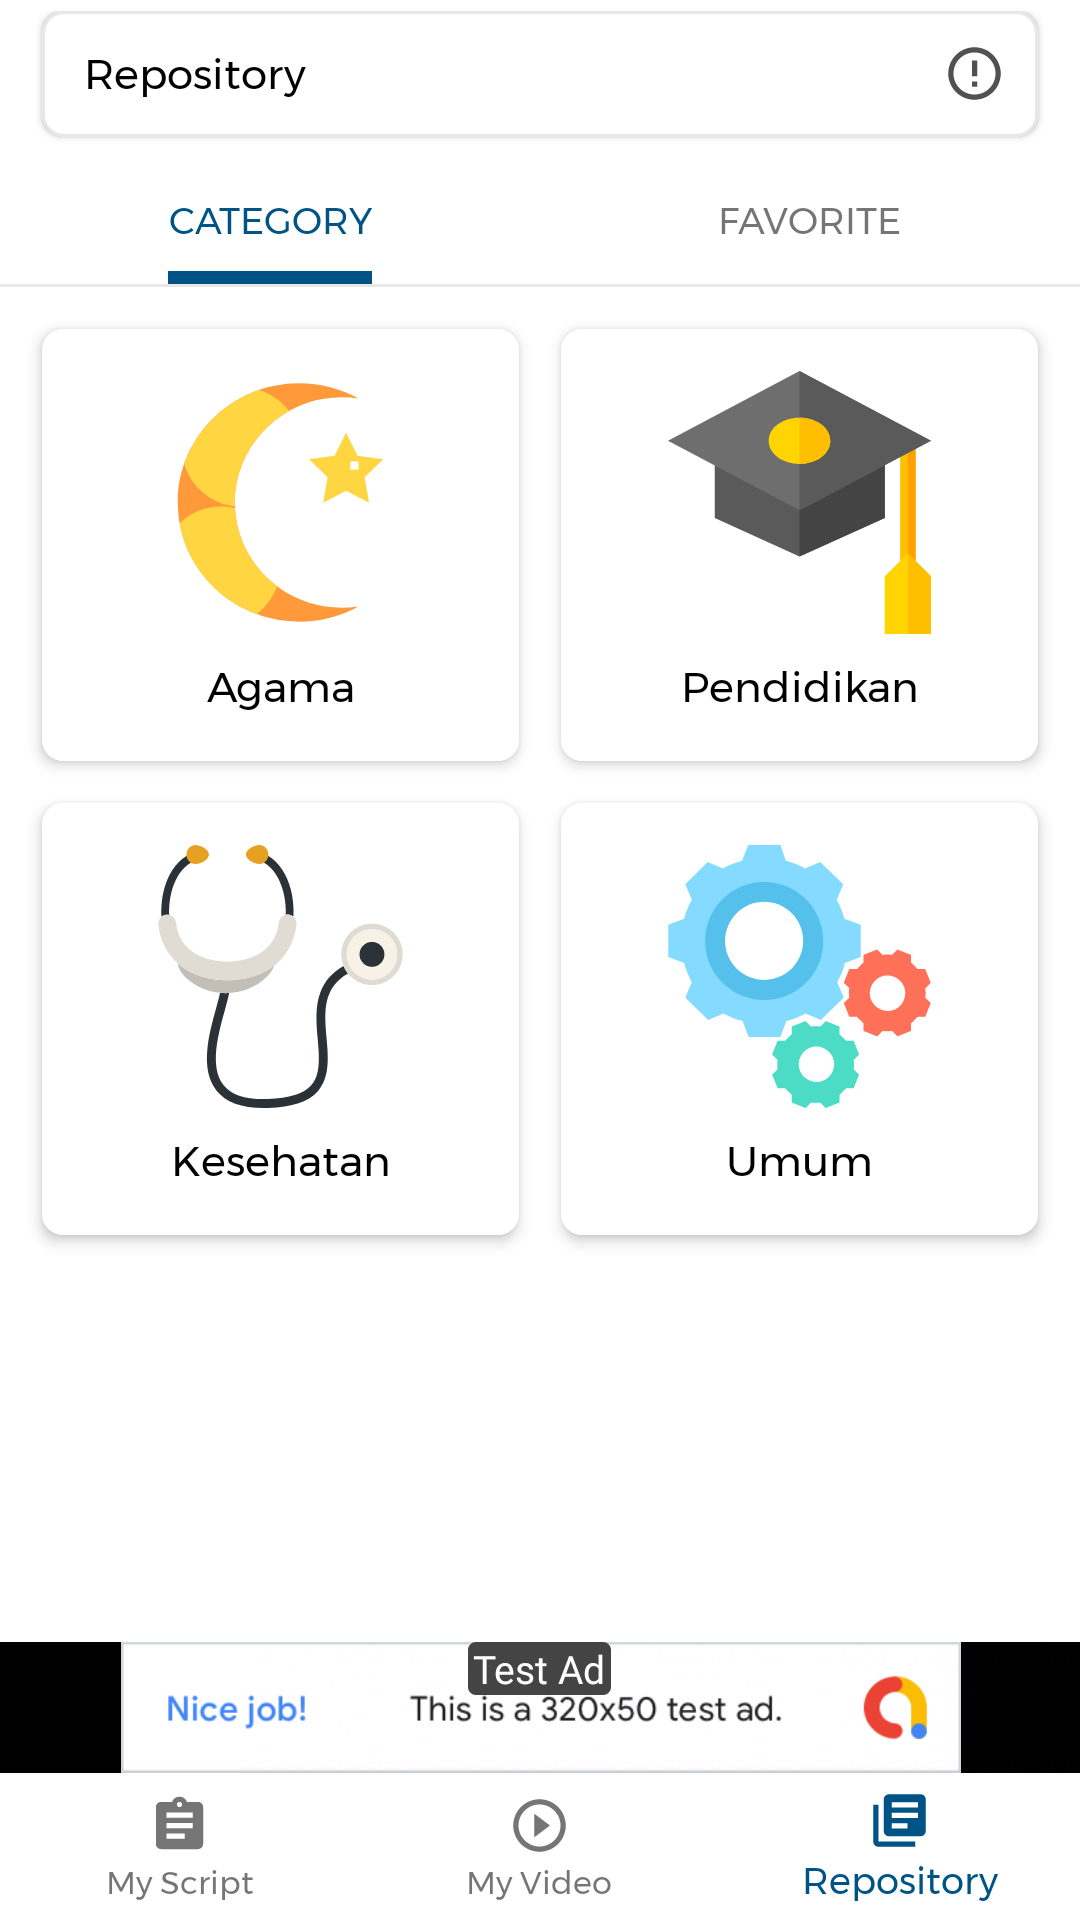 Repository
CATEGORY
FAVORITE
Agama
Pendidikan
Kesehatan
Umum
Test Ad
Nice job!
This is a 320x50 test ad.
My Script
My Video
Repository